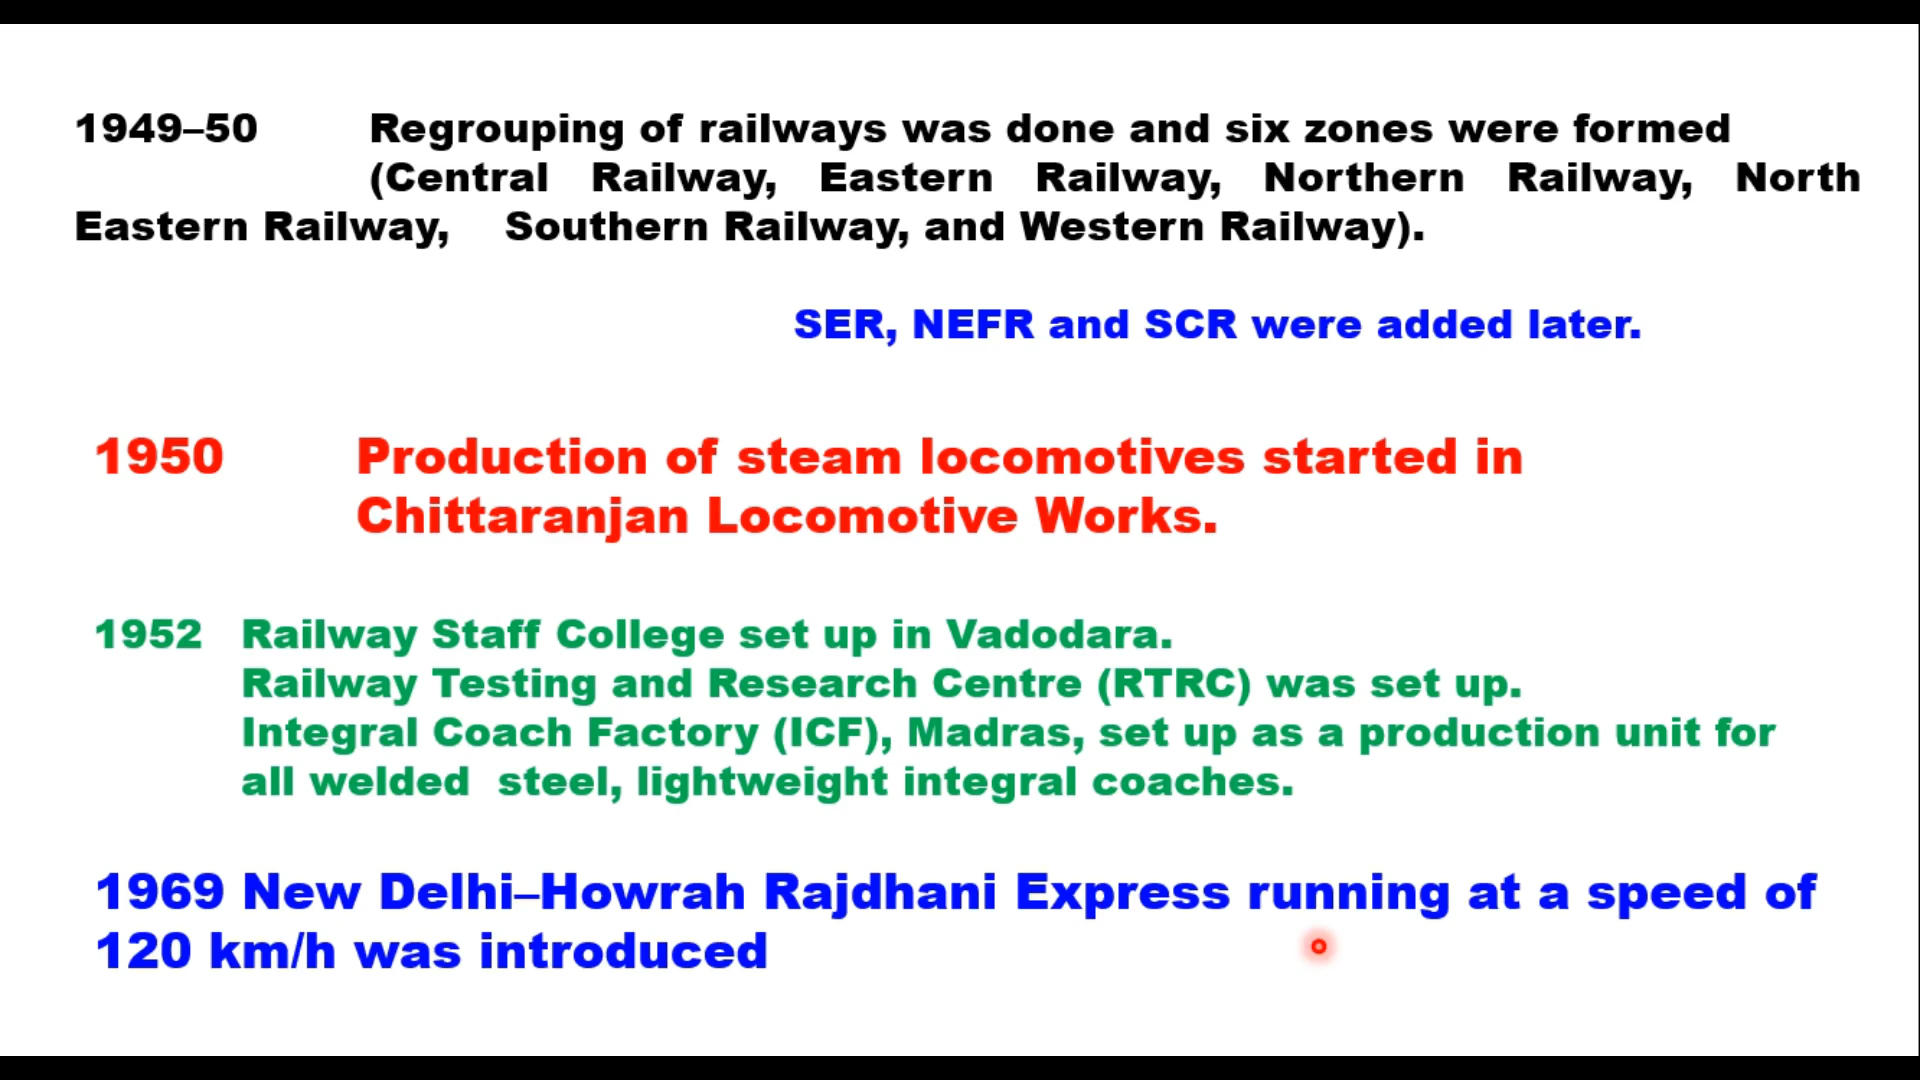 1949–50 Regrouping of railways was done and six zones were formed
(Central Railway, Eastern Railway, Northern Railway, North
Eastern Railway, Southern Railway, and Western Railway).
SER, NEFR and SCR were added later.
1950 Production of steam locomotives started in
Chittaranjan Locomotive Works.
1952 Railway Staff College set up in Vadodara.
Railway Testing and Research Centre (RTRC) was set up.
Integral Coach Factory (ICF), Madras, set up as a production unit for
all welded steel, lightweight integral coaches.
1969 New Delhi–Howrah Rajdhani Express running at a speed of
120 km/h was introduced